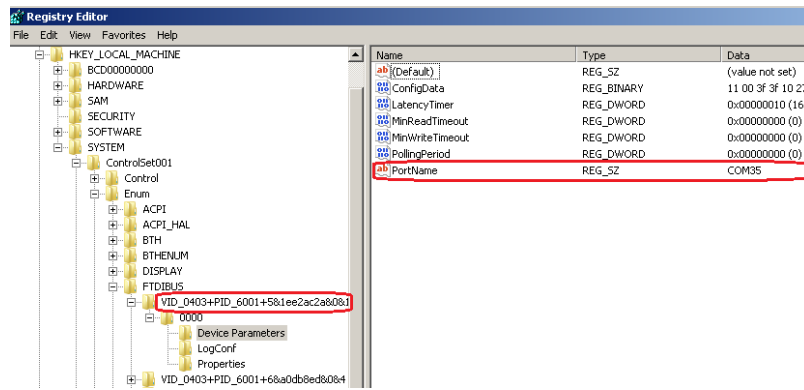 Registry Editor
File Edit View Favorites Help
HKEY_LOCAL_MACHINE
BCD00000000
HARDWARE
SAM
SECURITY
SOFTWARE
SYSTEM
ControlSet001
Control
Enum
ACPI
ACPI_HAL
BTH
BTHENUM
DISPLAY
FTDIBUS
VID_0403+PID_6001+5&1ee2ac2a&0&1
0000
Device Parameters
LogConf
Properties
VID_0403+PID_6001+6&a0db8ed&0&4
Name Type Data
(Default) REG_SZ (value not set)
ConfigData REG_BINARY 11 00 3f 3f 10 27
LatencyTimer REG_DWORD 0x00000010 (16
MinReadTimeout REG_DWORD 0x00000000 (0)
MinWriteTimeout REG_DWORD 0x00000000 (0)
PollingPeriod REG_DWORD 0x00000000 (0)
PortName REG_SZ COM35